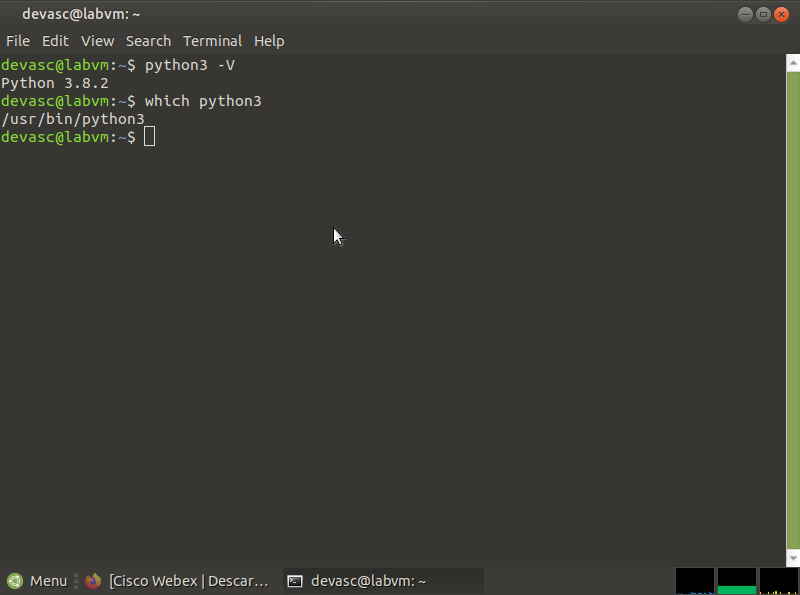 devasc@labvm: ~
File Edit View Search Terminal Help
devasc@labvm:~$ python3 -V
Python 3.8.2
devasc@labvm:~$ which python3
/usr/bin/python3
devasc@labvm:~$
Menu [Cisco Webex | Descar... devasc@labvm: ~